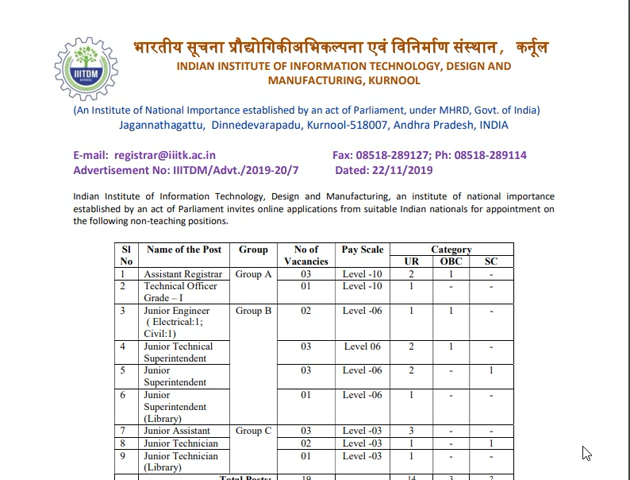 भारतीय सूचना प्रौद्योगिकीअभिकल्पना एवं विनिर्माण संस्थान, कर्नूल
INDIAN INSTITUTE OF INFORMATION TECHNOLOGY, DESIGN AND
MANUFACTURING, KURNOOL
IIITDM
(An Institute of National Importance established by an act of Parliament, under MHRD, Govt. of India)
Jagannathagattu, Dinnedevarapadu, Kurnool-518007, Andhra Pradesh, INDIA
E-mail: registrar@iiitk.ac.in Fax: 08518-289127; Ph: 08518-289114
Advertisement No: IIITDM/Advt./2019-20/7 Dated: 22/11/2019
Indian Institute of Information Technology, Design and Manufacturing, an institute of national importance
established by an act of Parliament invites online applications from suitable Indian nationals for appointment on
the following non-teaching positions.
Sl Name of the Post Group No of Pay Scale Category
No Vacancies UR OBC SC
1 Assistant Registrar Group A 03 Level -10 2 1 -
2 Technical Officer 01 Level -10 1 - -
Grade – I
3 Junior Engineer Group B 02 Level -06 1 1 -
( Electrical:1;
Civil:1)
4 Junior Technical 03 Level 06 2 1 -
Superintendent
5 Junior 03 Level -06 2 - 1
Superintendent
6 Junior 01 Level -06 1 - -
Superintendent
(Library)
7 Junior Assistant Group C 03 Level -03 3 - -
8 Junior Technician 02 Level -03 1 - 1
9 Junior Technician 01 Level -03 1 - -
(Library)
Total Posts: 19 14 3 2